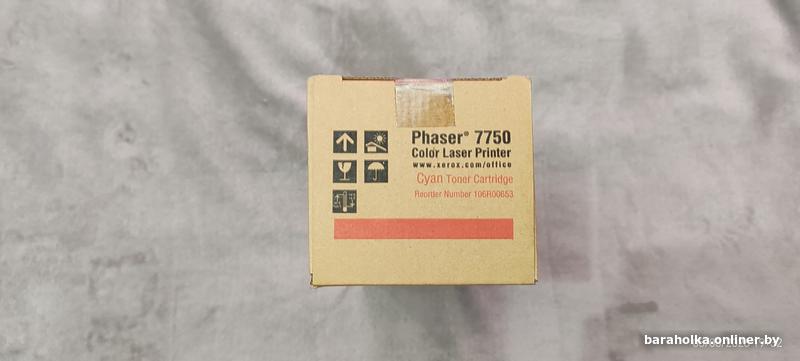 Phaser® 7750
Color Laser Printer
www.xerox.com/office
Cyan Toner Cartridge
Reorder Number 106R00653
baraholka.onliner.by